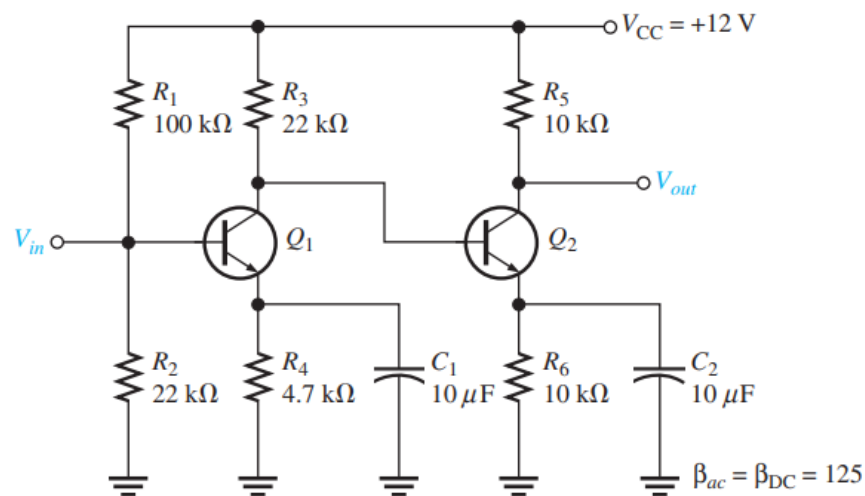 V_CC = +12 V
R_1
100 kΩ
R_3
22 kΩ
R_5
10 kΩ
V_out
V_in
Q_1
Q_2
R_2
22 kΩ
R_4
4.7 kΩ
C_1
10 μF
R_6
10 kΩ
C_2
10 μF
β_ac = β_DC = 125